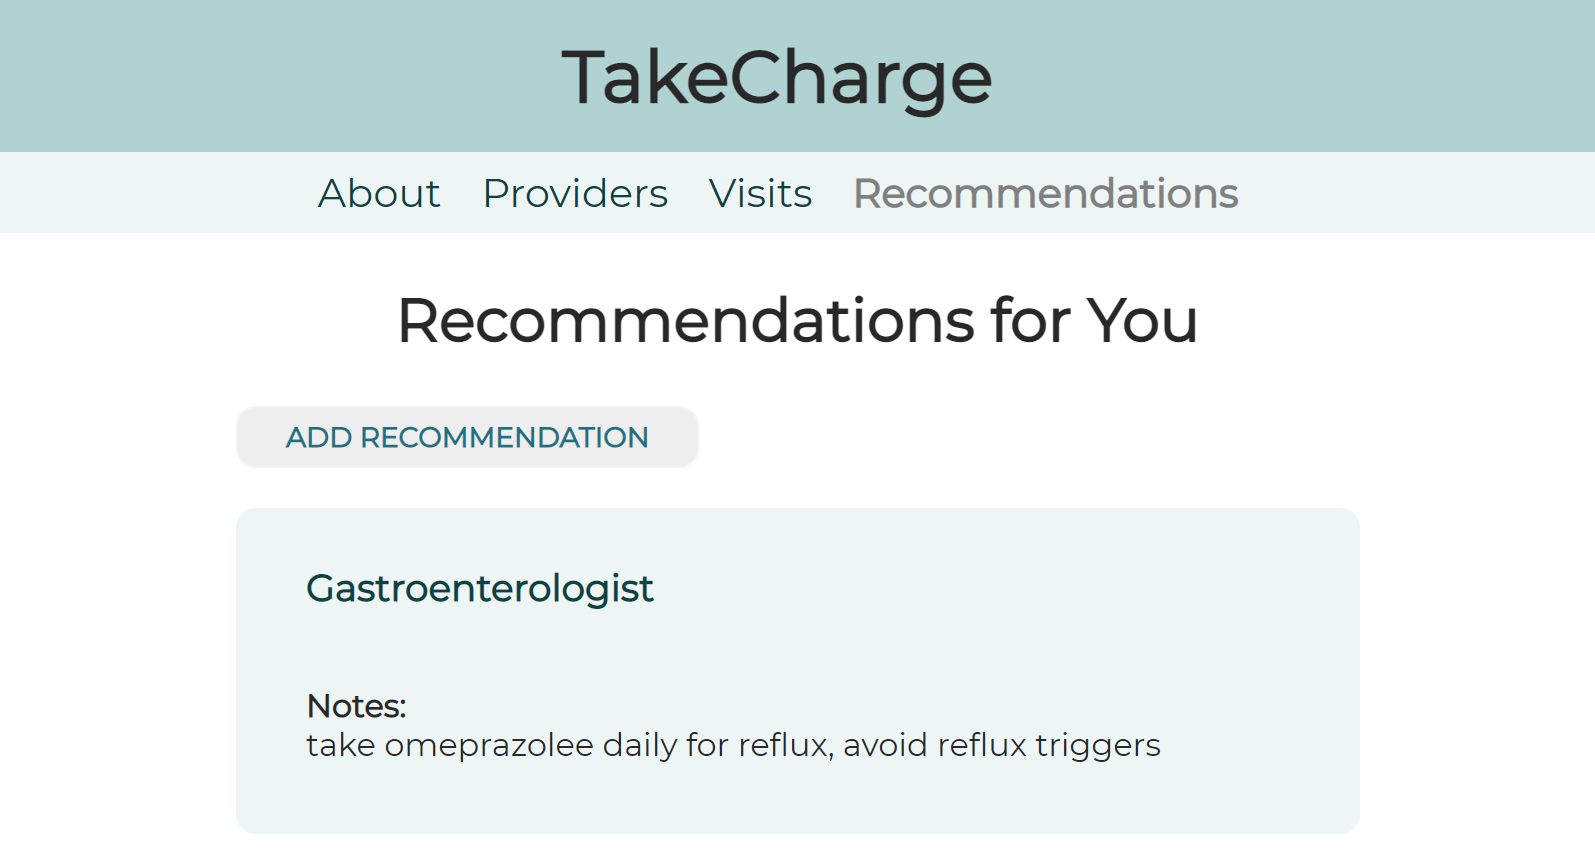 TakeCharge
About Providers Visits Recommendations
Recommendations for You
ADD RECOMMENDATION
Gastroenterologist
Notes:
take omeprazolee daily for reflux, avoid reflux triggers